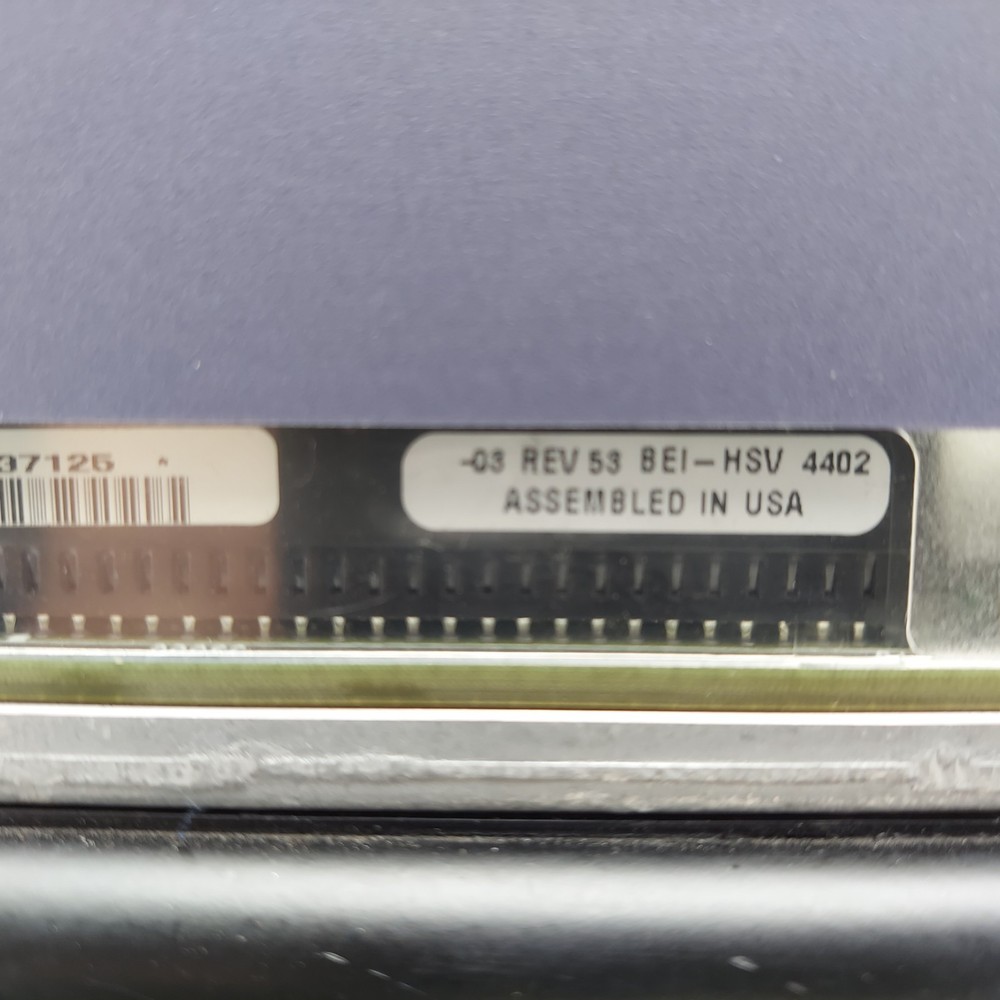 37125 *
-03 REV 53 BEI-HSV 4402
ASSEMBLED IN USA